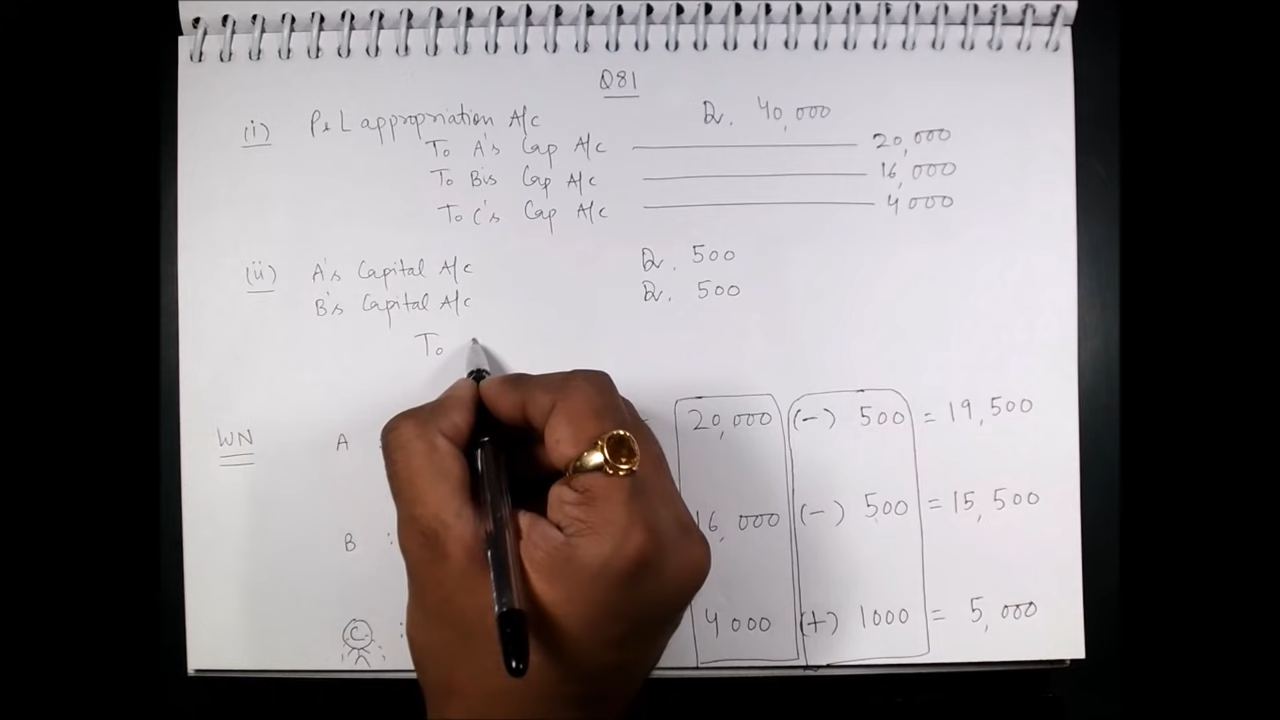 Q81
(i) P & L appropriation A/c Dr. 40,000
To A's Cap A/c 20,000
To B's Cap A/c 16,000
To C's Cap A/c 4000
(ii) A's Capital A/c Dr. 500
B's Capital A/c Dr. 500
To
WN A 20,000 (-) 500 = 19,500
B : 16,000 (-) 500 = 15,500
C : 4000 (+) 1000 = 5,000